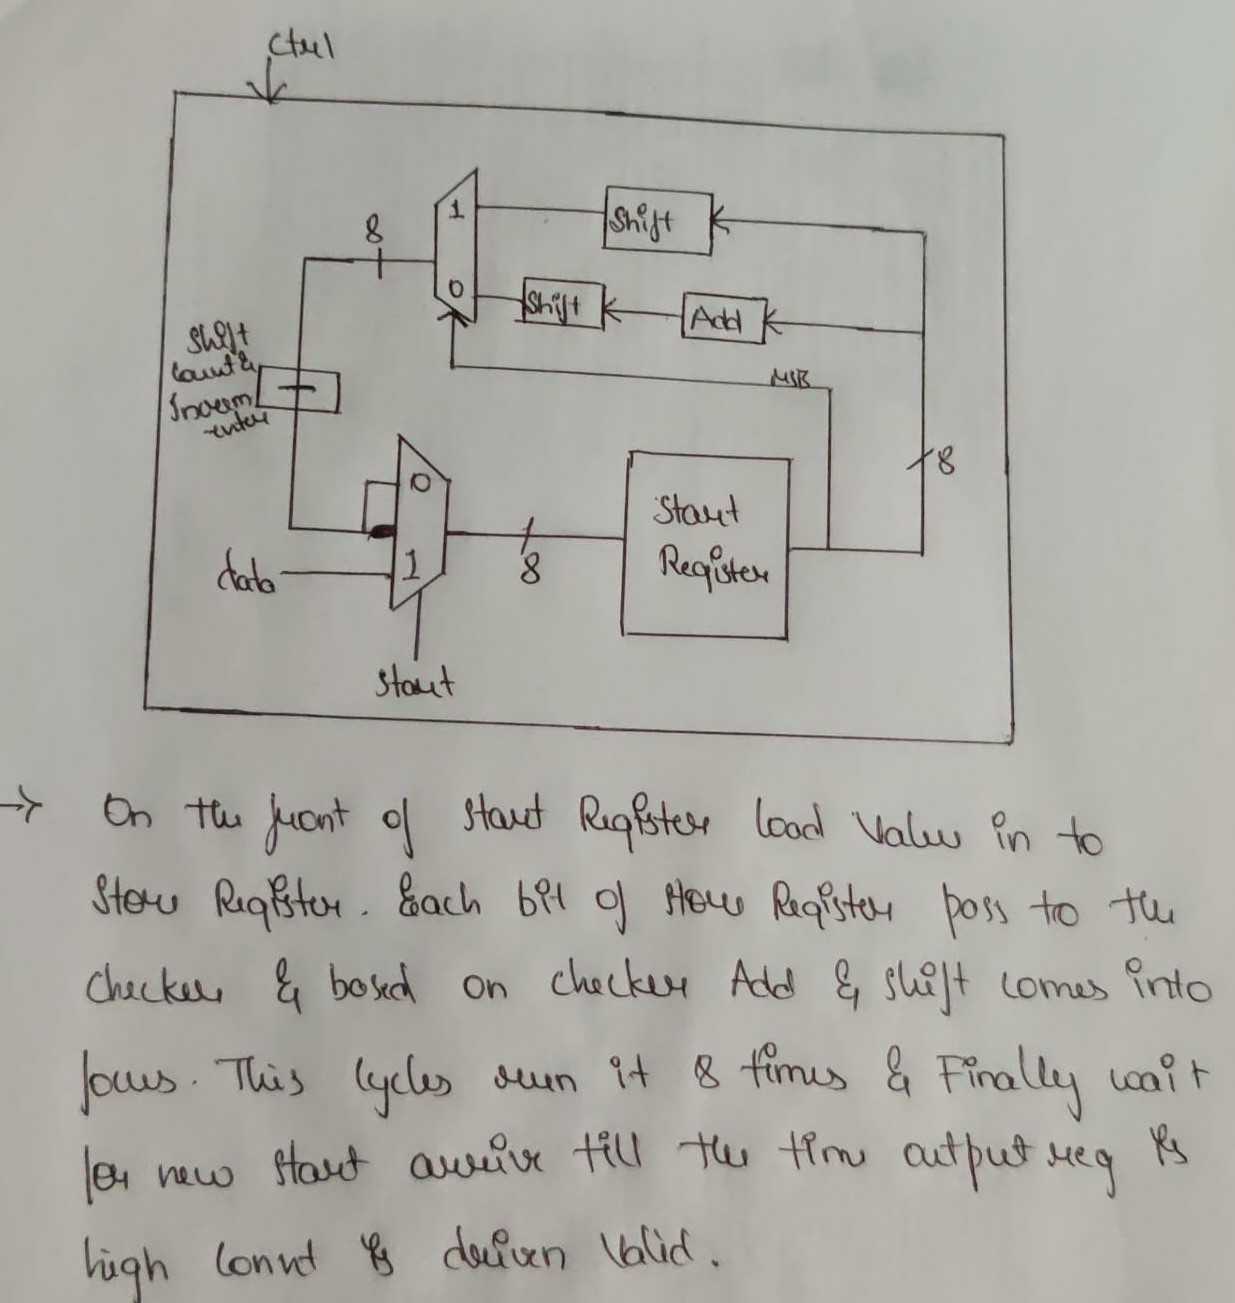 Ctrl
1
Shift
8
0
Shift
Add
MSB
Shift
Count &
Increm
-enter
0
8
Start
Register
data
1
8
Start
→ On the front of start Register load Value in to
Store Register. Each bit of store Register pass to the
checker & based on checker Add & shift comes into
focus. This cycles run it 8 times & Finally wait
for new start arrive till the time output reg is
high count is driven Valid.